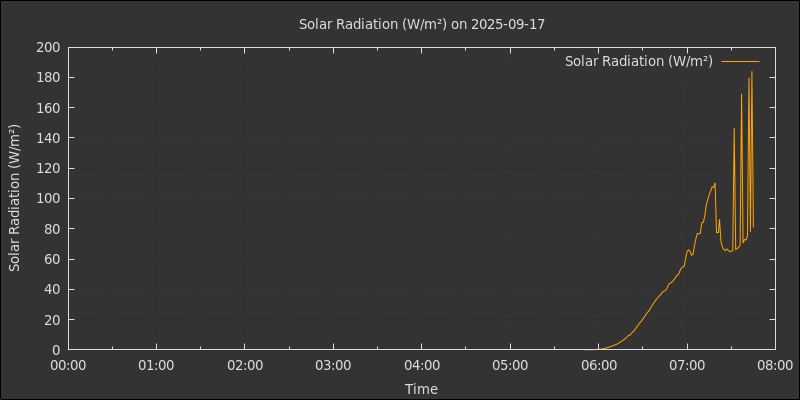 Solar Radiation (W/m²) on 2025-09-17
Solar Radiation (W/m²)
Solar Radiation (W/m²)
200
180
160
140
120
100
80
60
40
20
0
00:00 01:00 02:00 03:00 04:00 05:00 06:00 07:00 08:00
Time